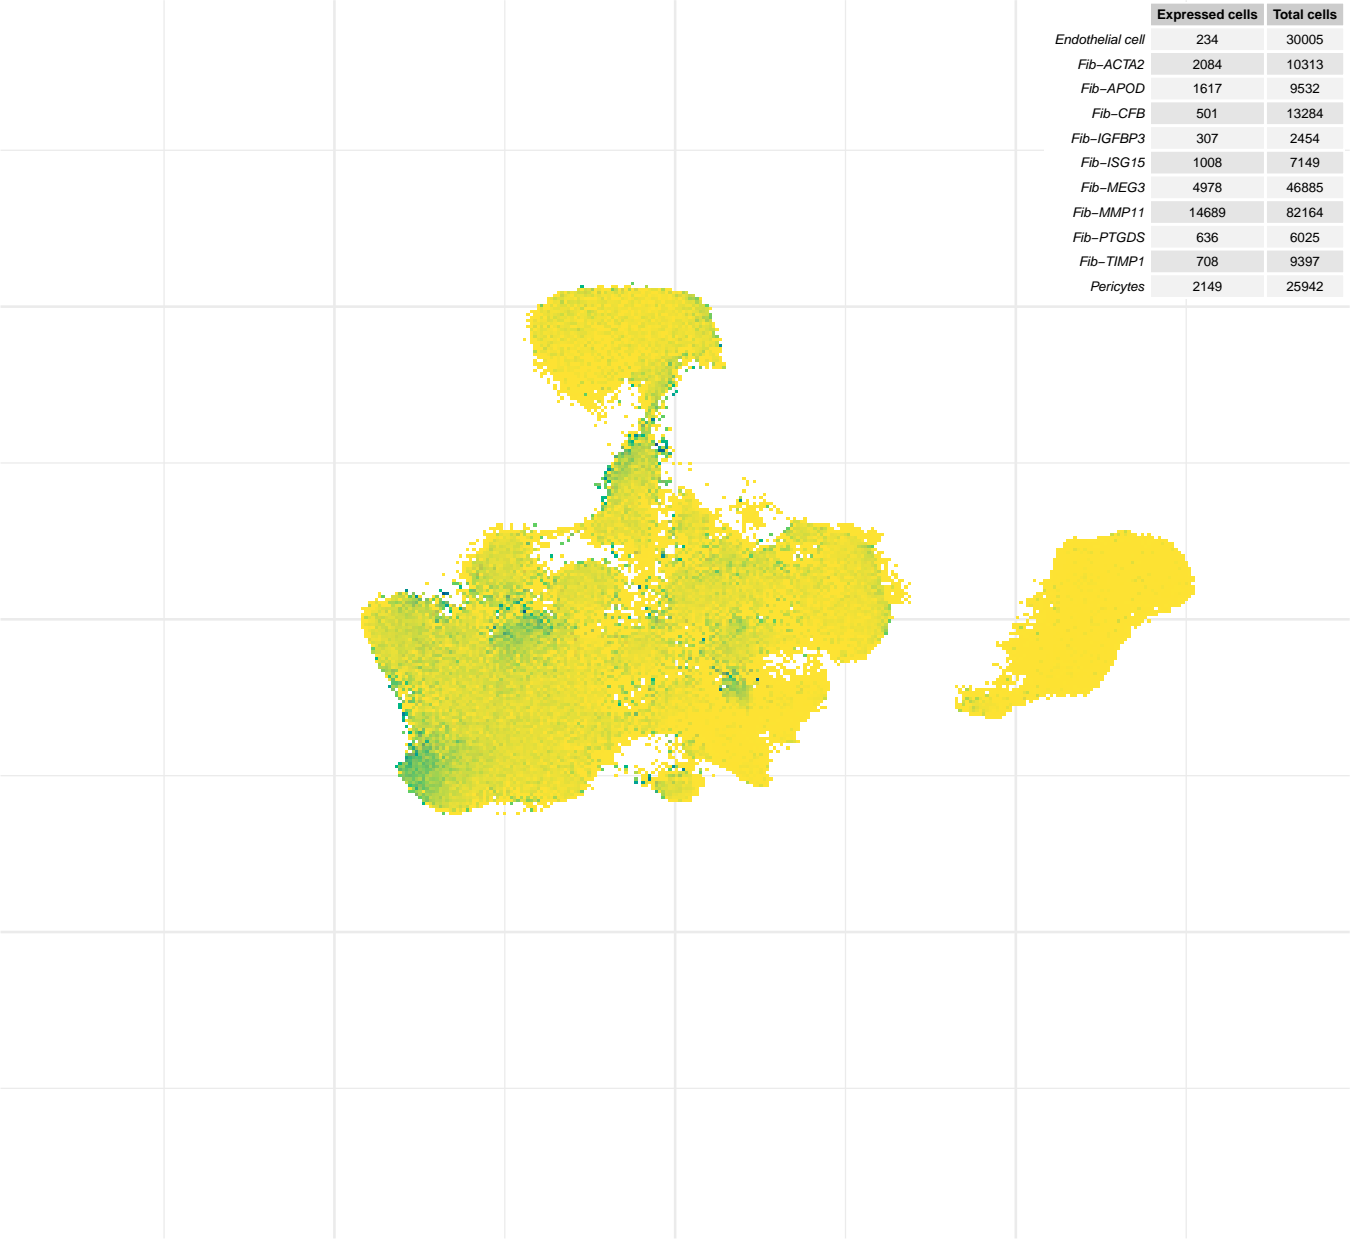 Expressed cells Total cells
Endothelial cell 234 30005
Fib−ACTA2 2084 10313
Fib−APOD 1617 9532
Fib−CFB 501 13284
Fib−IGFBP3 307 2454
Fib−ISG15 1008 7149
Fib−MEG3 4978 46885
Fib−MMP11 14689 82164
Fib−PTGDS 636 6025
Fib−TIMP1 708 9397
Pericytes 2149 25942